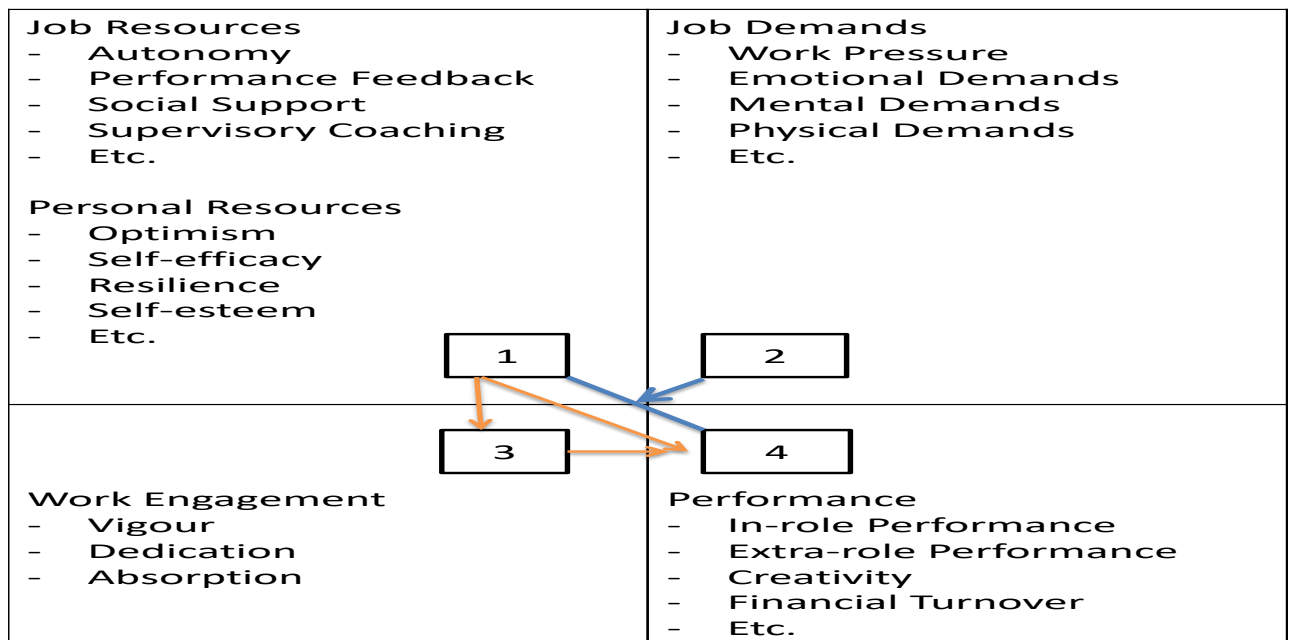 Job Resources
- Autonomy
- Performance Feedback
- Social Support
- Supervisory Coaching
- Etc.
Personal Resources
- Optimism
- Self-efficacy
- Resilience
- Self-esteem
- Etc.
1
Job Demands
- Work Pressure
- Emotional Demands
- Mental Demands
- Physical Demands
- Etc.
2
3
Work Engagement
- Vigour
- Dedication
- Absorption
4
Performance
- In-role Performance
- Extra-role Performance
- Creativity
- Financial Turnover
- Etc.